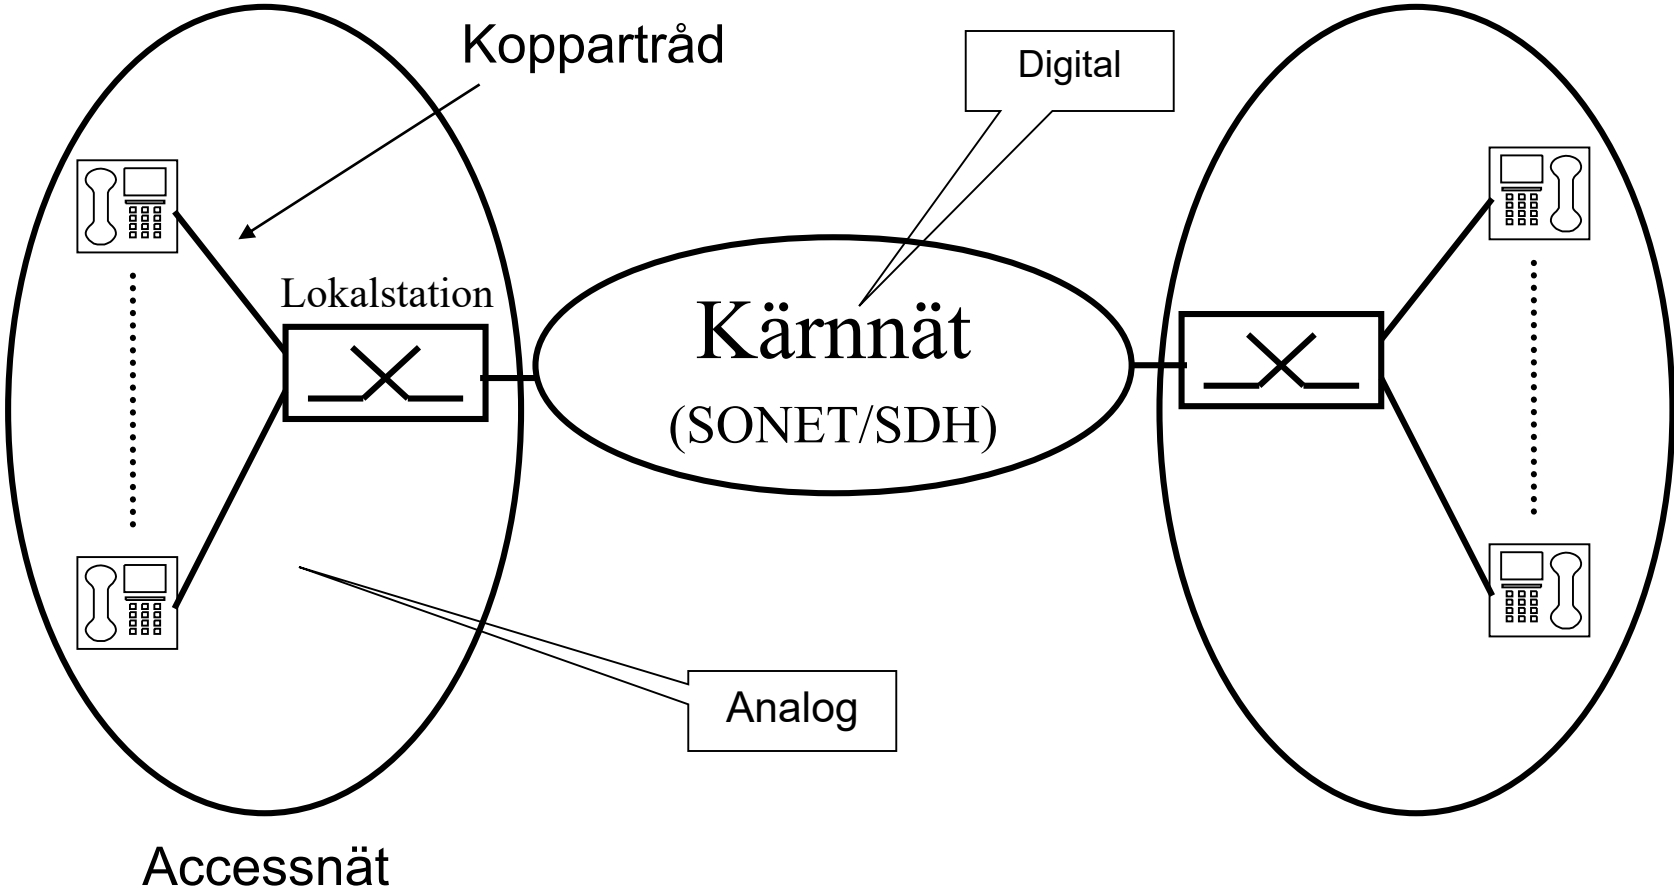 Koppartråd
Digital
Lokalstation
Kärnnät
(SONET/SDH)
Analog
Accessnät